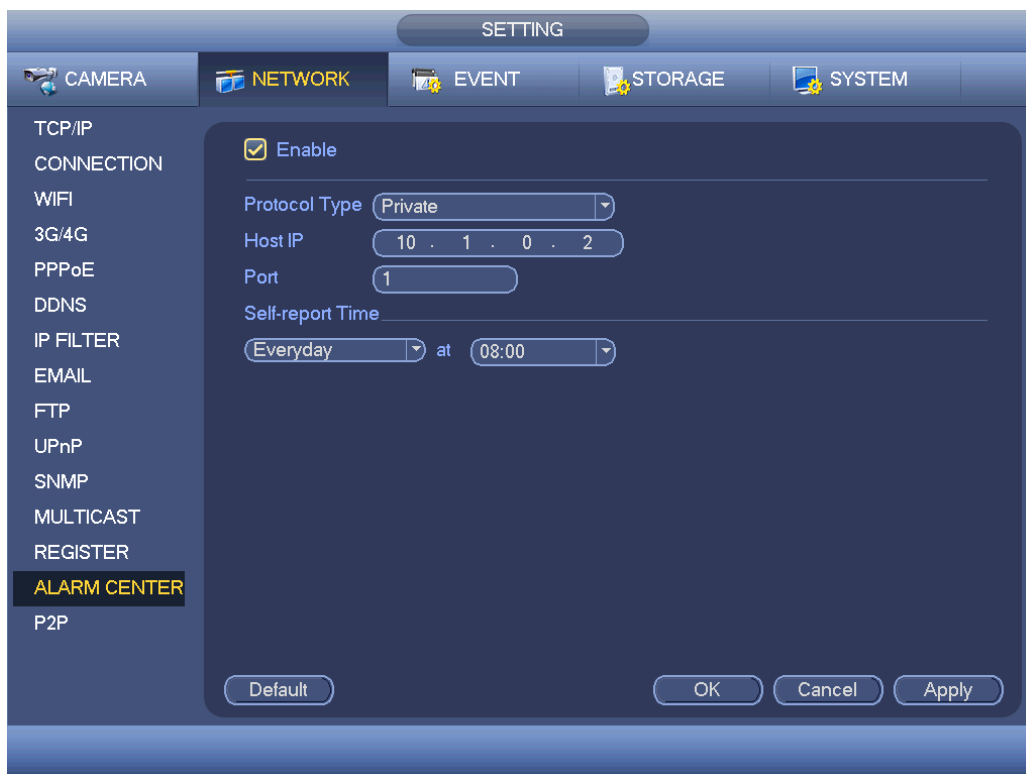 SETTING
CAMERA NETWORK EVENT STORAGE SYSTEM
TCP/IP
CONNECTION
WIFI
3G/4G
PPPoE
DDNS
IP FILTER
EMAIL
FTP
UPnP
SNMP
MULTICAST
REGISTER
ALARM CENTER
P2P
Enable
Protocol Type Private
Host IP 10 . 1 . 0 . 2
Port 1
Self-report Time
Everyday at 08:00
Default OK Cancel Apply